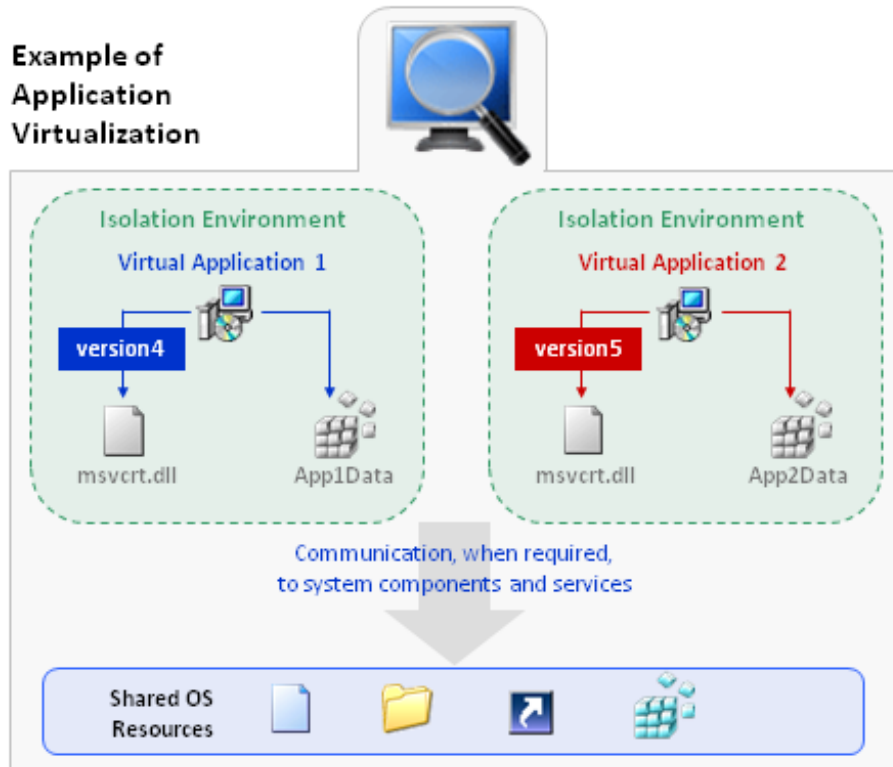 Example of
Application
Virtualization
Isolation Environment
Virtual Application 1
version4
msvcrt.dll
App1Data
Isolation Environment
Virtual Application 2
version5
msvcrt.dll
App2Data
Communication, when required,
to system components and services
Shared OS
Resources